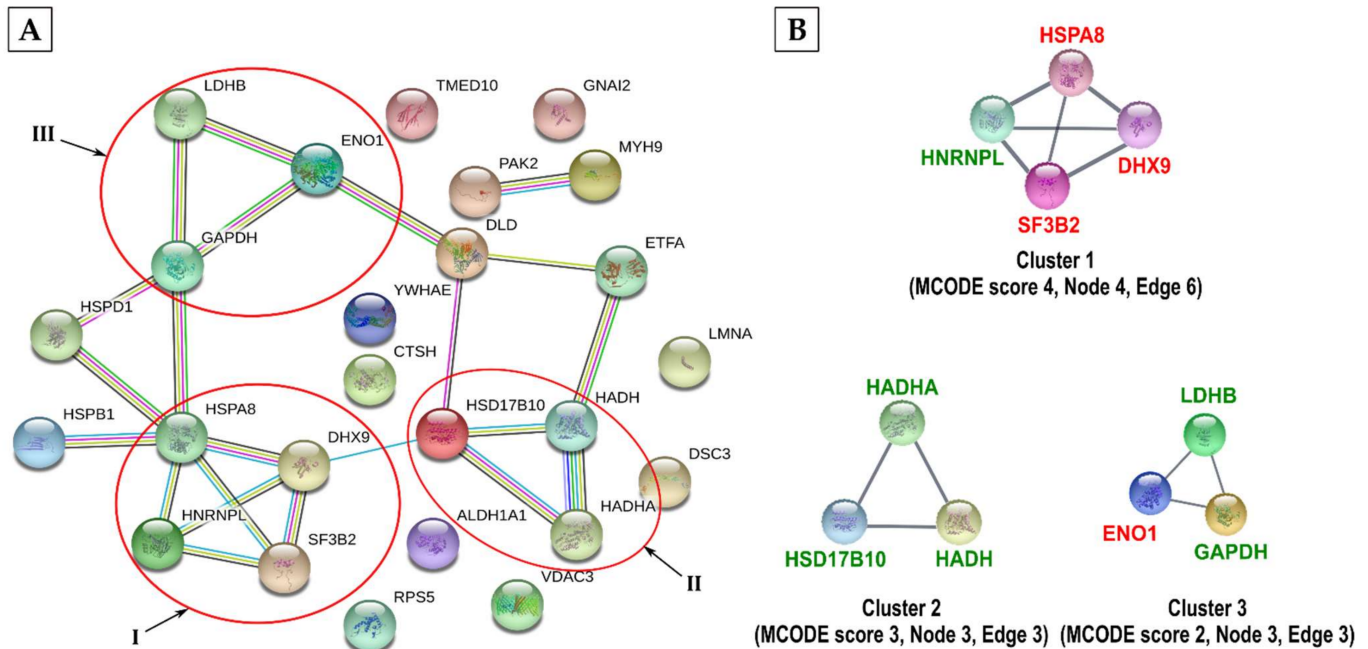 A
LDHB
TMED10
GNAI2
III
ENO1
MYH9
PAK2
DLD
GAPDH
ETFA
HSPD1
YWHAE
LMNA
CTSH
HSPB1
HSPA8
HSD17B10
HADH
DHX9
DSC3
HNRNPL
HADHA
SF3B2
ALDH1A1
VDAC3
II
RPS5
I
B
HSPA8
HNRNPL
DHX9
SF3B2
Cluster 1
(MCODE score 4, Node 4, Edge 6)
HADHA
HSD17B10
HADH
Cluster 2
(MCODE score 3, Node 3, Edge 3)
LDHB
ENO1
GAPDH
Cluster 3
(MCODE score 2, Node 3, Edge 3)